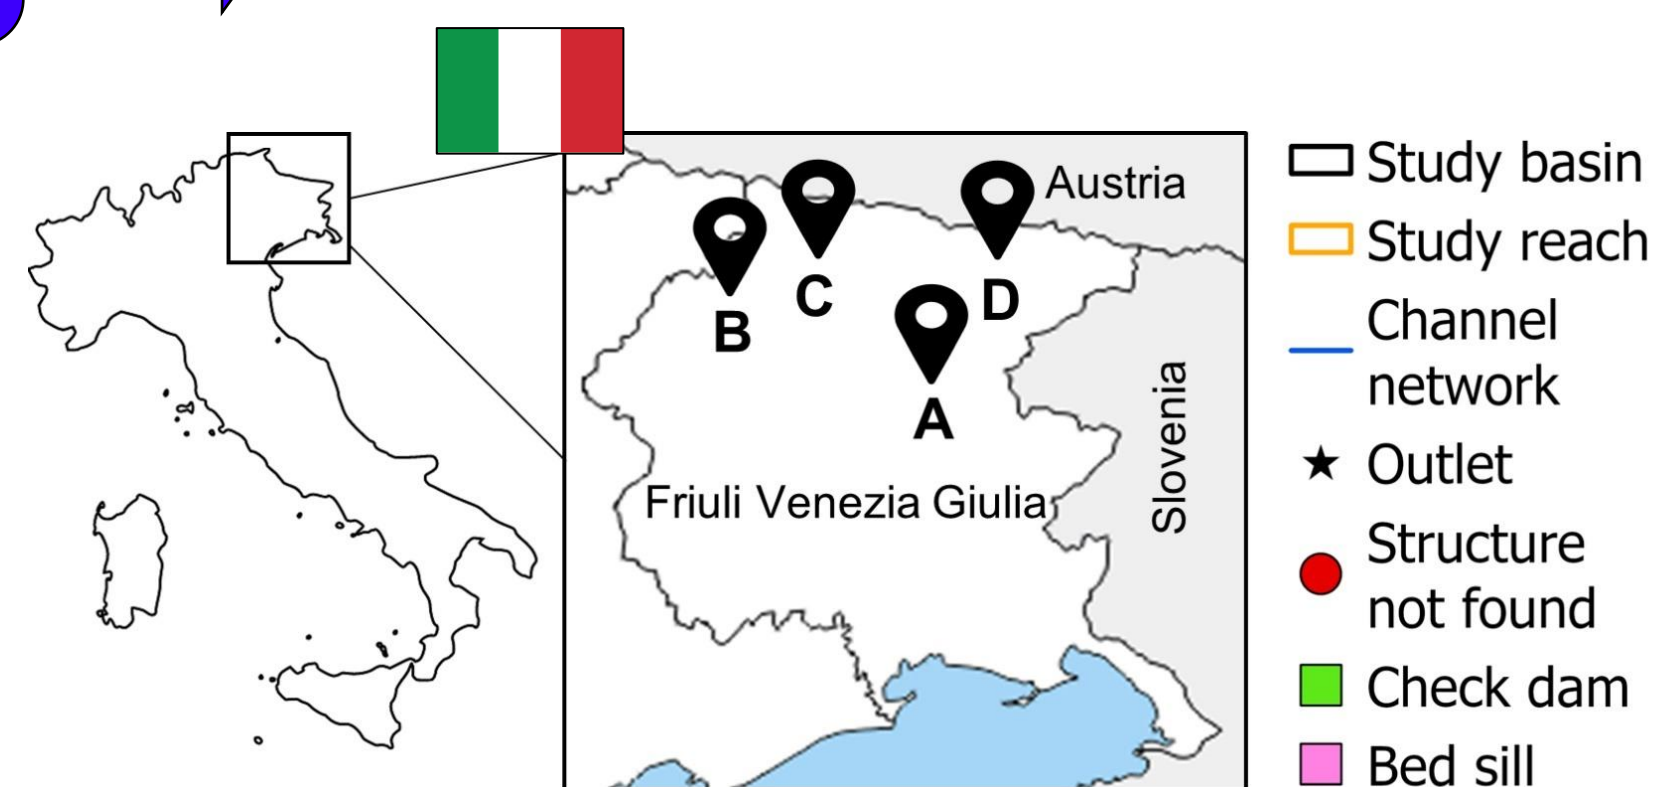 Austria
B
C
D
A
Slovenia
Friuli Venezia Giulia
Study basin
Study reach
Channel
network
Outlet
Structure
not found
Check dam
Bed sill